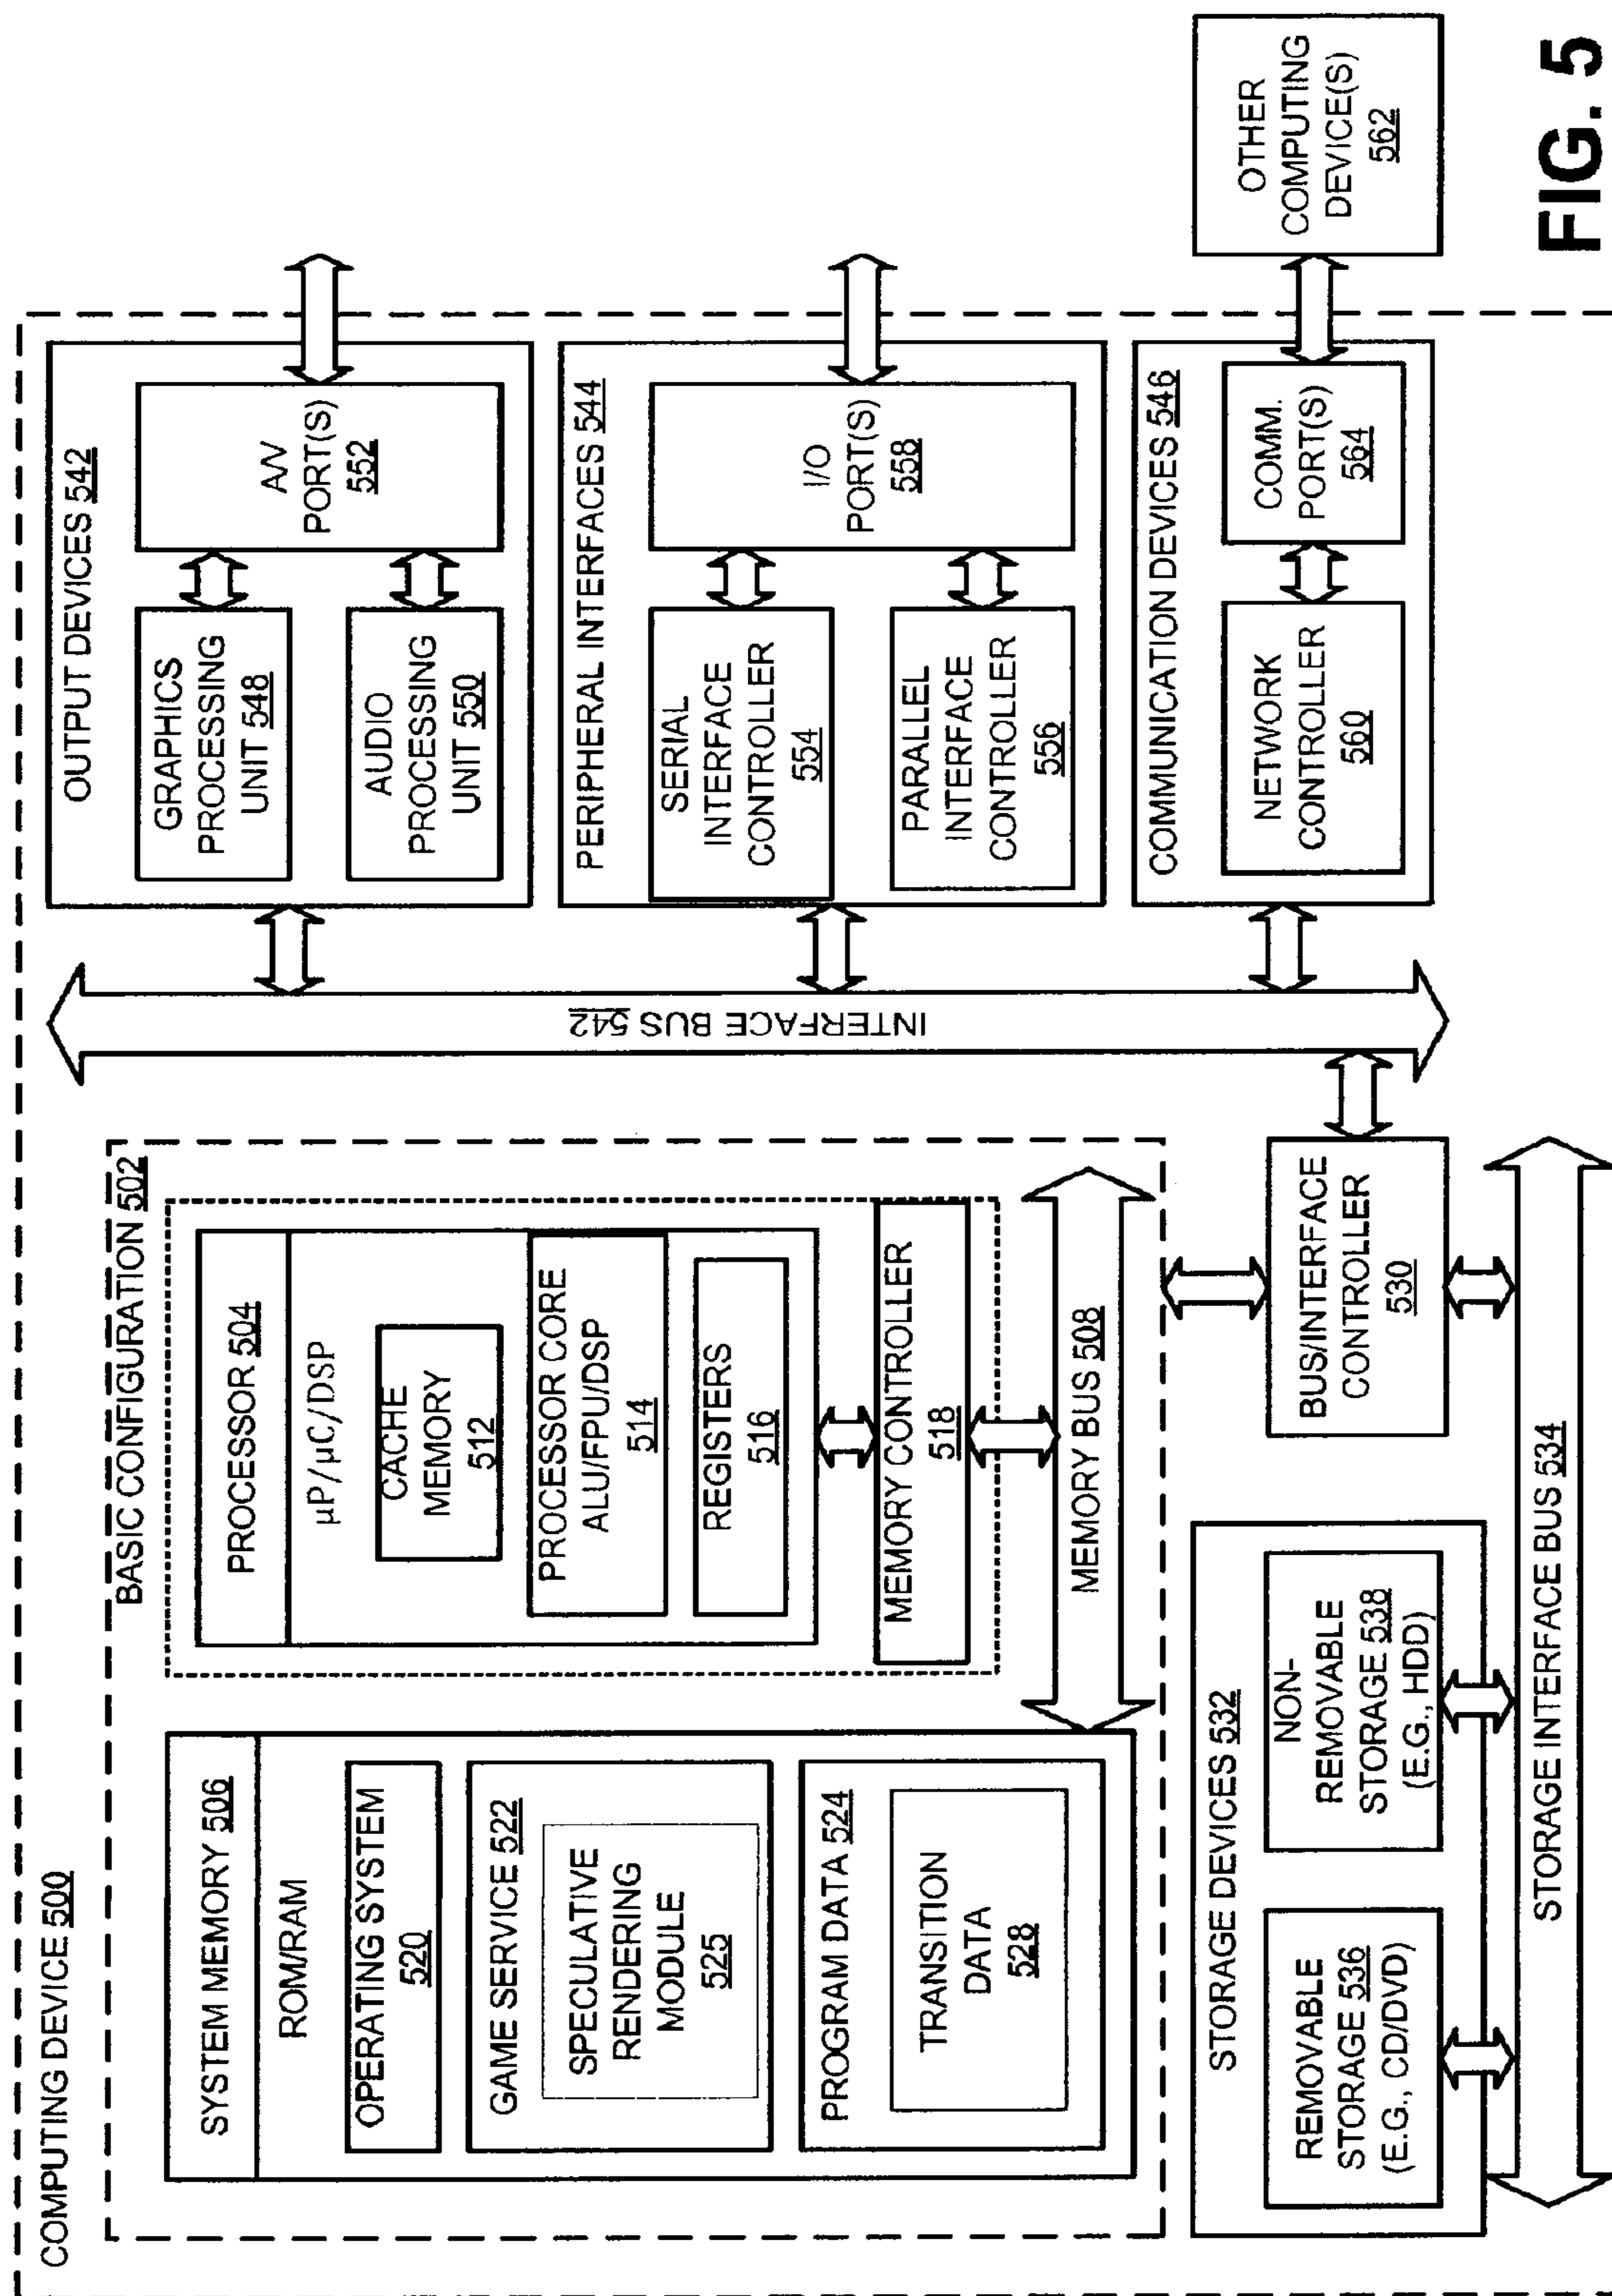 COMPUTING DEVICE 500
BASIC CONFIGURATION 502
SYSTEM MEMORY 506
ROM/RAM
OPERATING SYSTEM
520
GAME SERVICE 522
SPECULATIVE
RENDERING
MODULE
525
PROGRAM DATA 524
TRANSITION
DATA
528
PROCESSOR 504
µP/µC/DSP
CACHE
MEMORY
512
PROCESSOR CORE
ALU/FPU/DSP
514
REGISTERS
516
MEMORY CONTROLLER
518
MEMORY BUS 508
STORAGE DEVICES 532
REMOVABLE
STORAGE 536
(E.G., CD/DVD)
NON-
REMOVABLE
STORAGE 538
(E.G., HDD)
BUS/INTERFACE
CONTROLLER
530
STORAGE INTERFACE BUS 534
INTERFACE BUS 542
OUTPUT DEVICES 542
GRAPHICS
PROCESSING
UNIT 548
AUDIO
PROCESSING
UNIT 550
A/V
PORT(S)
552
PERIPHERAL INTERFACES 544
SERIAL
INTERFACE
CONTROLLER
554
PARALLEL
INTERFACE
CONTROLLER
556
I/O
PORT(S)
558
COMMUNICATION DEVICES 546
NETWORK
CONTROLLER
560
COMM.
PORT(S)
564
OTHER
COMPUTING
DEVICE(S)
562
FIG. 5